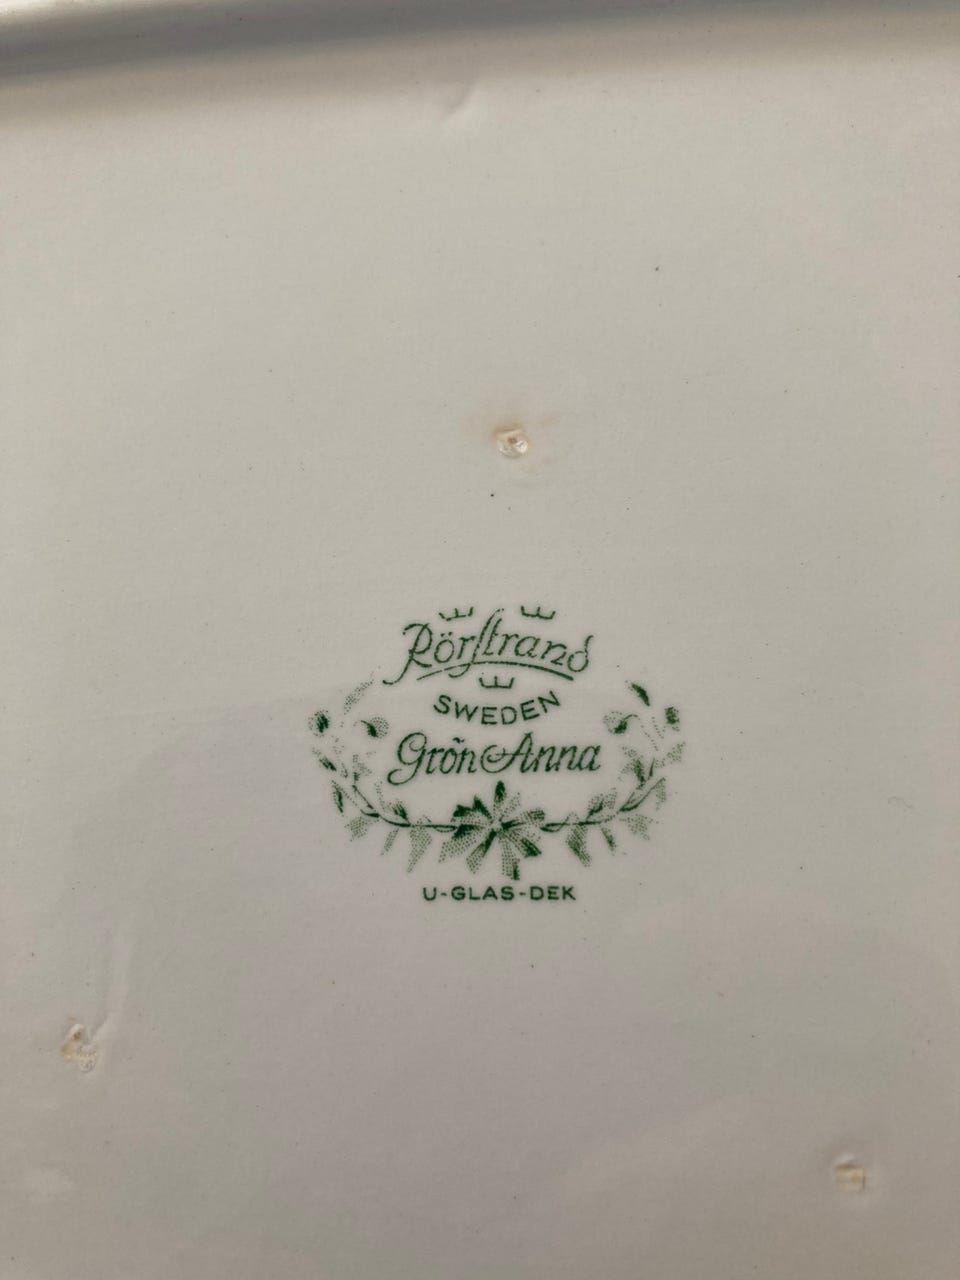 Rörstrand
SWEDEN
Grön Anna
U-GLAS-DEK